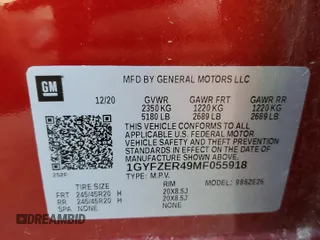 GM
MFD BY GENERAL MOTORS LLC
12/20 GVWR GAWR FRT GAWR RR
2350 KG 1220 KG 1220 KG
5180 LB 2689 LB 2689 LB
THIS VEHICLE CONFORMS TO ALL
APPLICABLE U.S. FEDERAL MOTOR
VEHICLE SAFETY AND THEFT
PREVENTION STANDARDS IN EFFECT
ON THE DATE OF MANUFACTURE
SHOWN ABOVE.
1GYFZER49MF055918
TYPE: M.P.V.
TIRE SIZE RIM
FRT 245/45R20 H 20X8.5J
RR 245/45R20 H 20X8.5J
SPA NONE NONE
BIDFAX